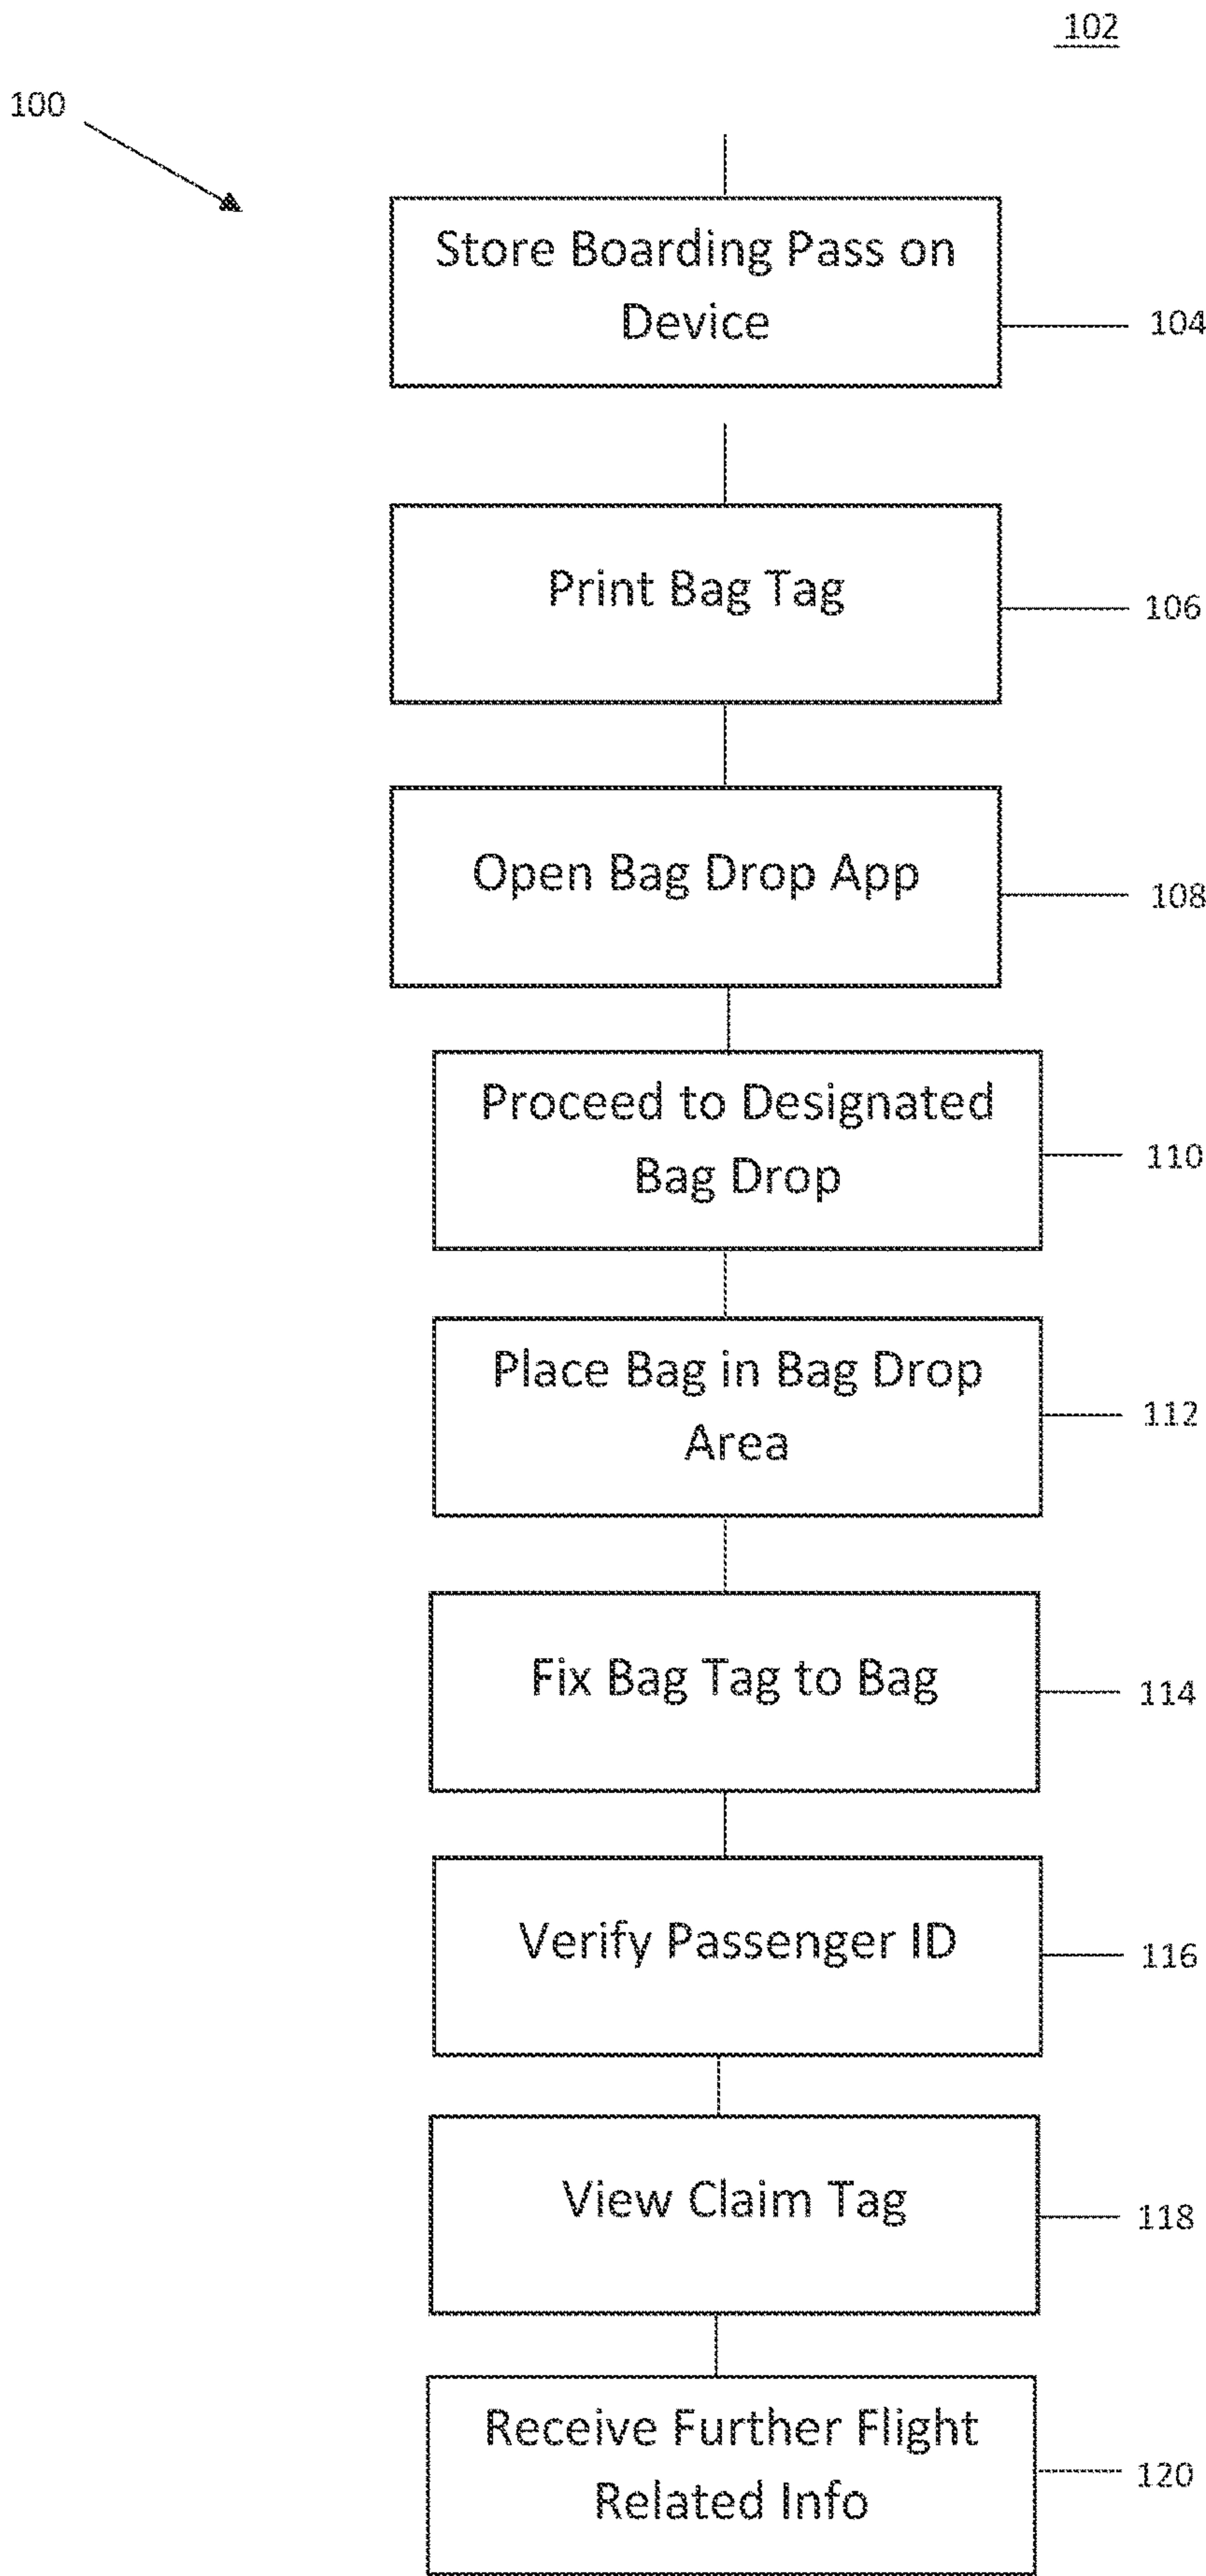 102
100
Store Boarding Pass on
Device
104
Print Bag Tag
106
Open Bag Drop App
108
Proceed to Designated
Bag Drop
110
Place Bag in Bag Drop
Area
112
Fix Bag Tag to Bag
114
Verify Passenger ID
116
View Claim Tag
118
Receive Further Flight
Related Info
120